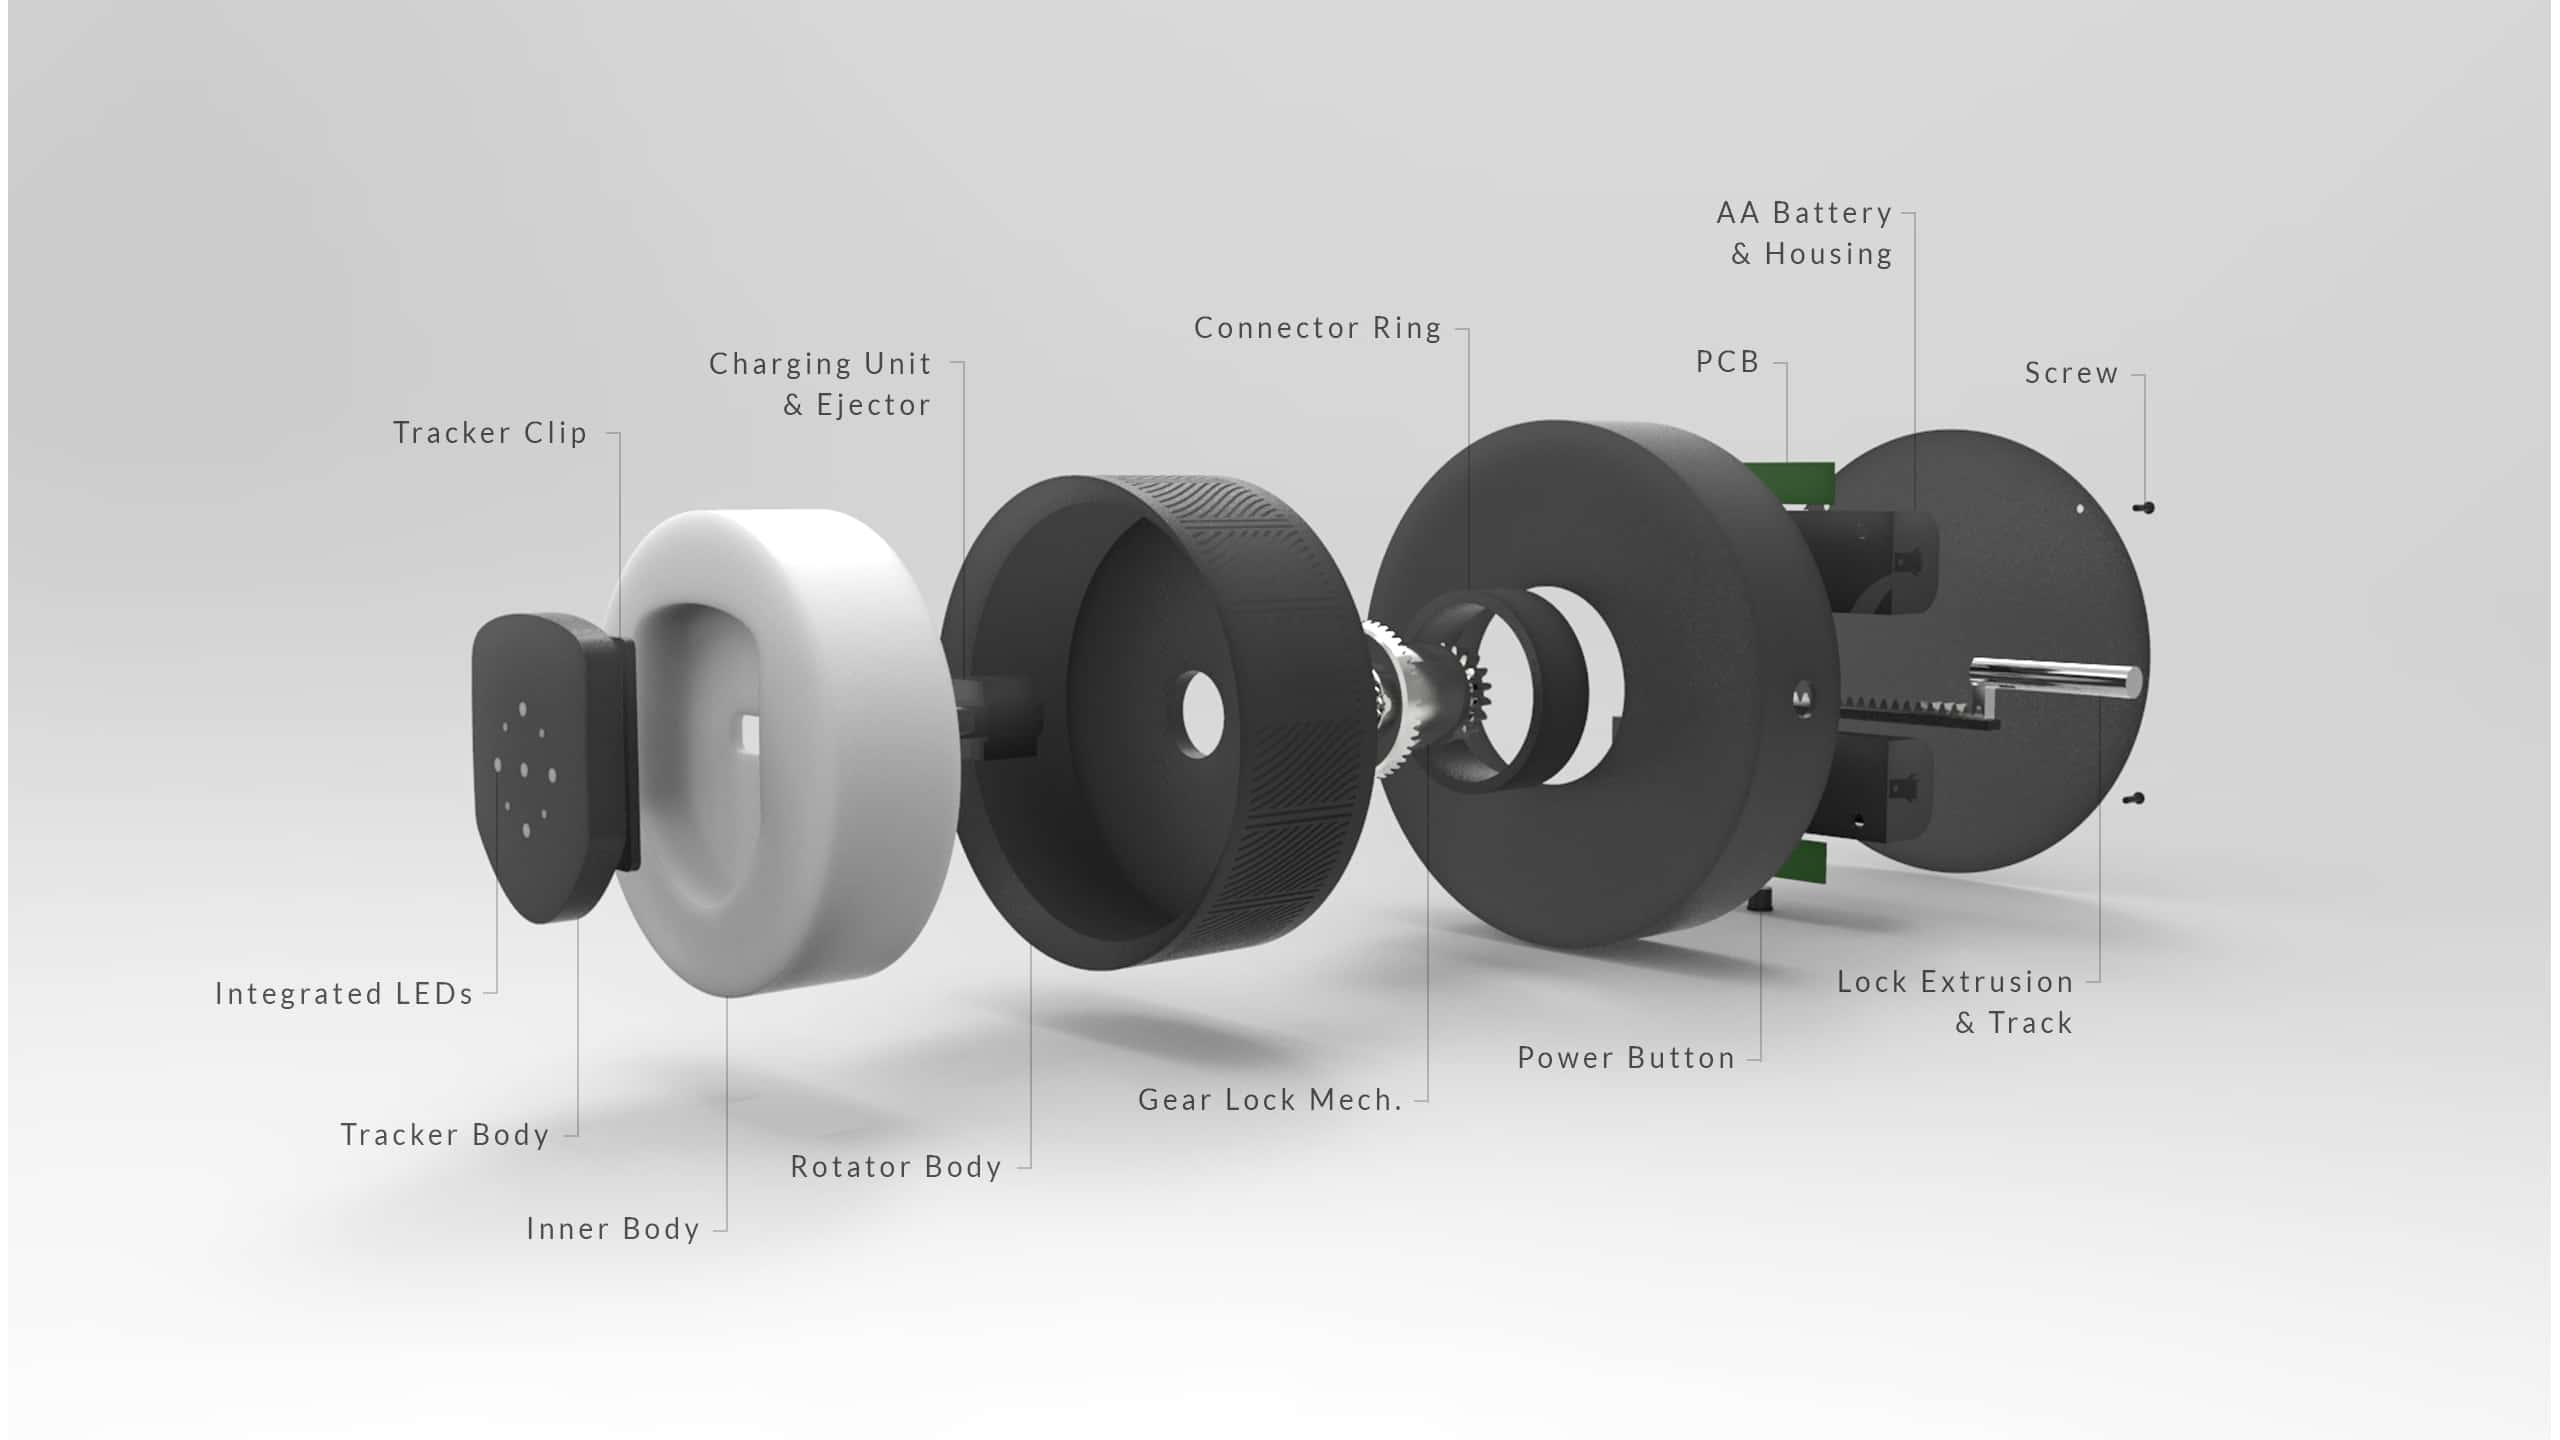 AA Battery
& Housing
Connector Ring
Charging Unit
& Ejector
PCB
Screw
Tracker Clip
Integrated LEDs
Lock Extrusion
& Track
Power Button
Gear Lock Mech.
Tracker Body
Rotator Body
Inner Body